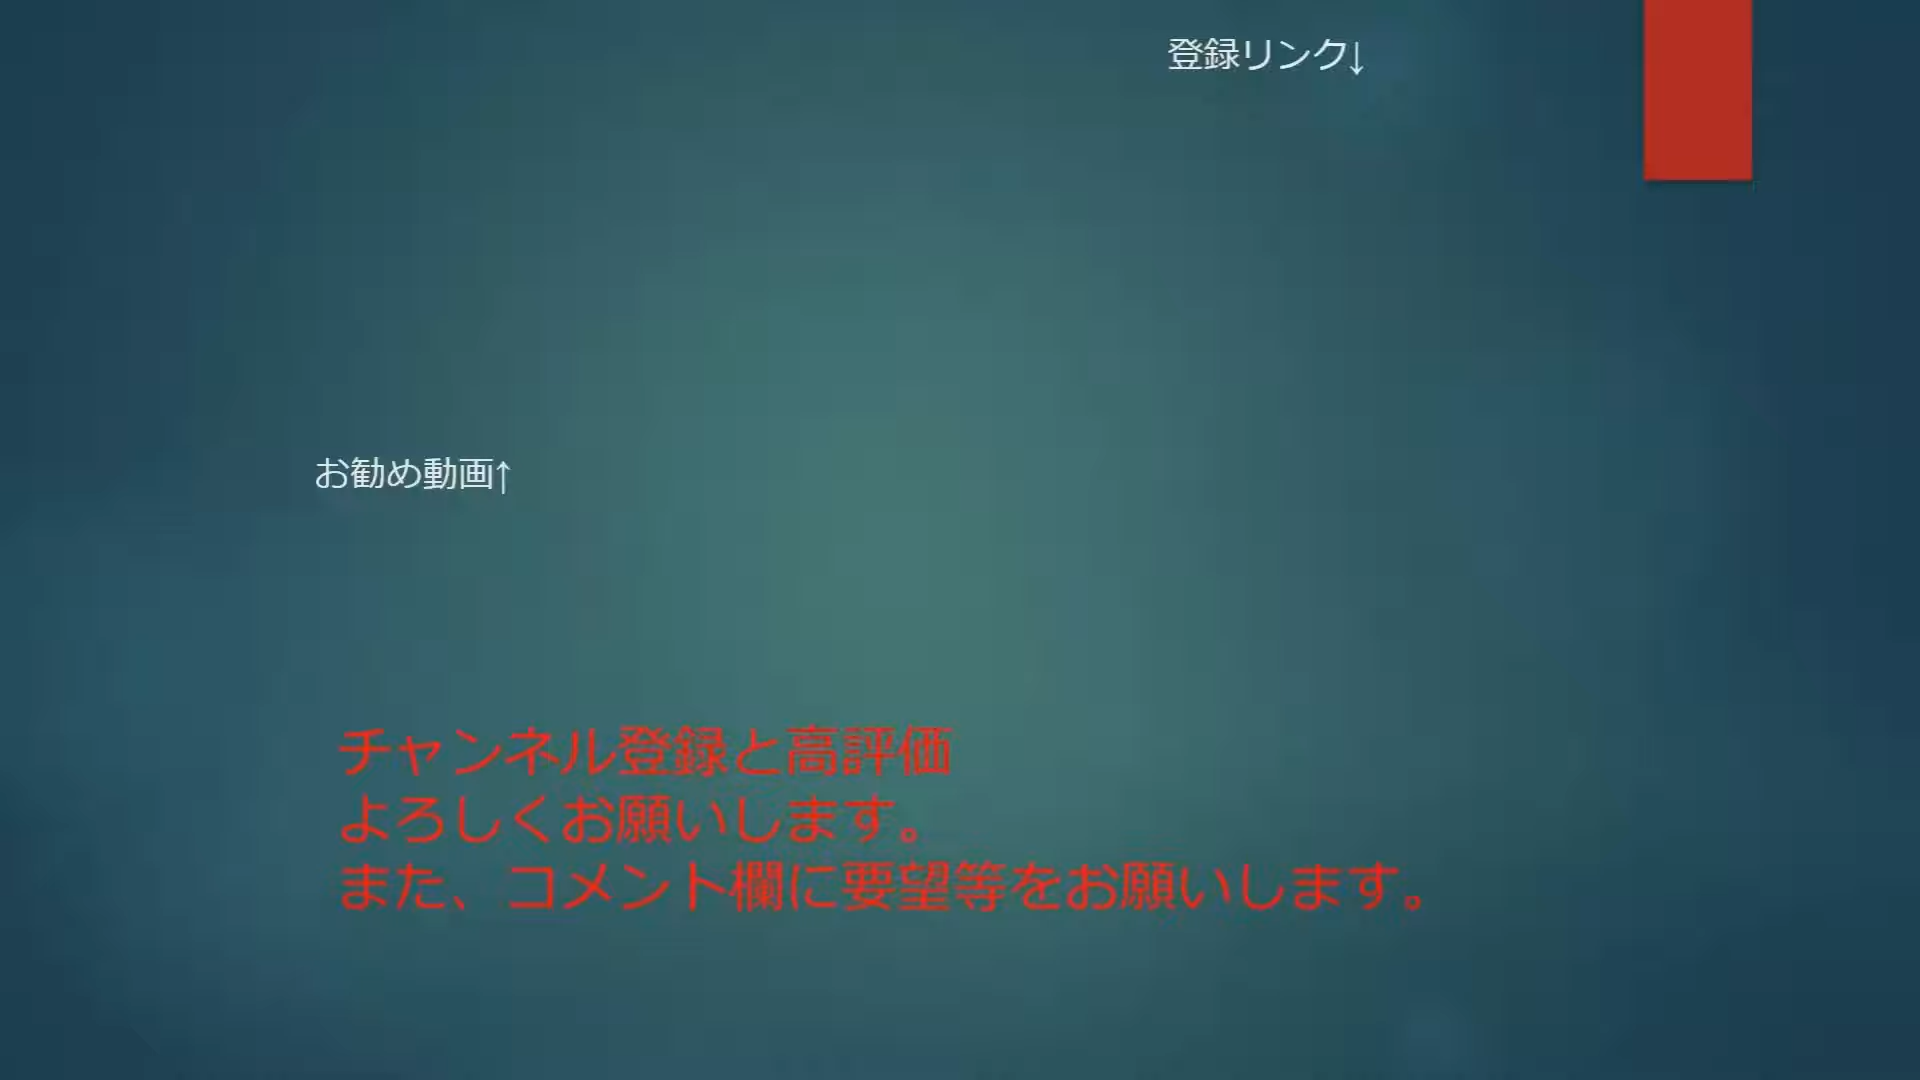 登録リンク↓
お勧め動画↑
チャンネル登録と高評価
よろしくお願いします。
また、コメント欄に要望等をお願いします。